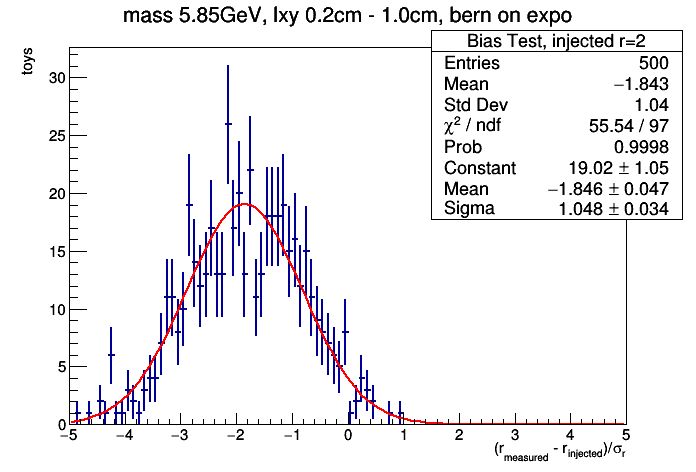 mass 5.85GeV, lxy 0.2cm - 1.0cm, bern on expo
Bias Test, injected r=2
Entries 500
Mean −1.843
Std Dev 1.04
χ² / ndf 55.54 / 97
Prob 0.9998
Constant 19.02 ± 1.05
Mean −1.846 ± 0.047
Sigma 1.048 ± 0.034
toys
30
25
20
15
10
5
0
−5 −4 −3 −2 −1 0 1 2 3 4 5
(r_measured - r_injected)/σ_r